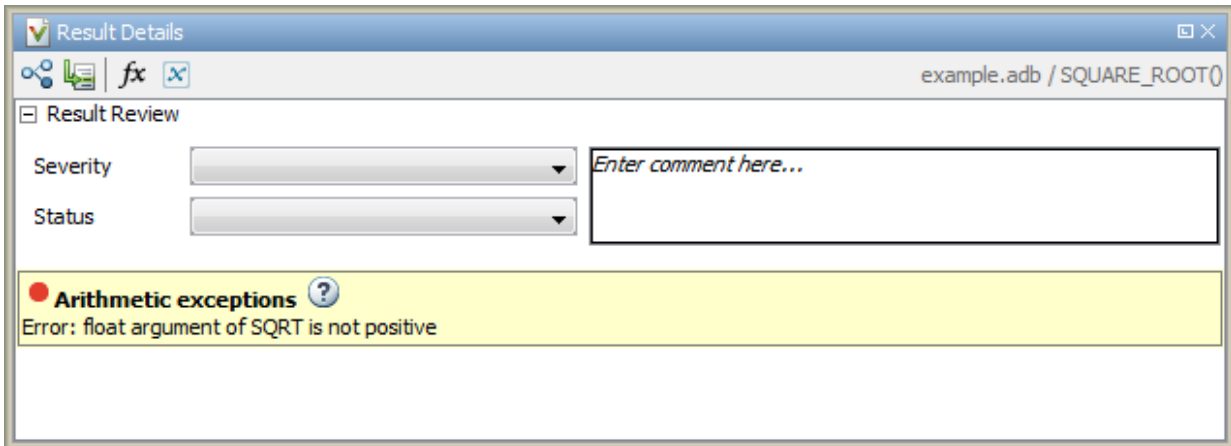 Result Details
fx x
example.adb / SQUARE_ROOT()
Result Review
Severity
Enter comment here...
Status
Arithmetic exceptions ?
Error: float argument of SQRT is not positive